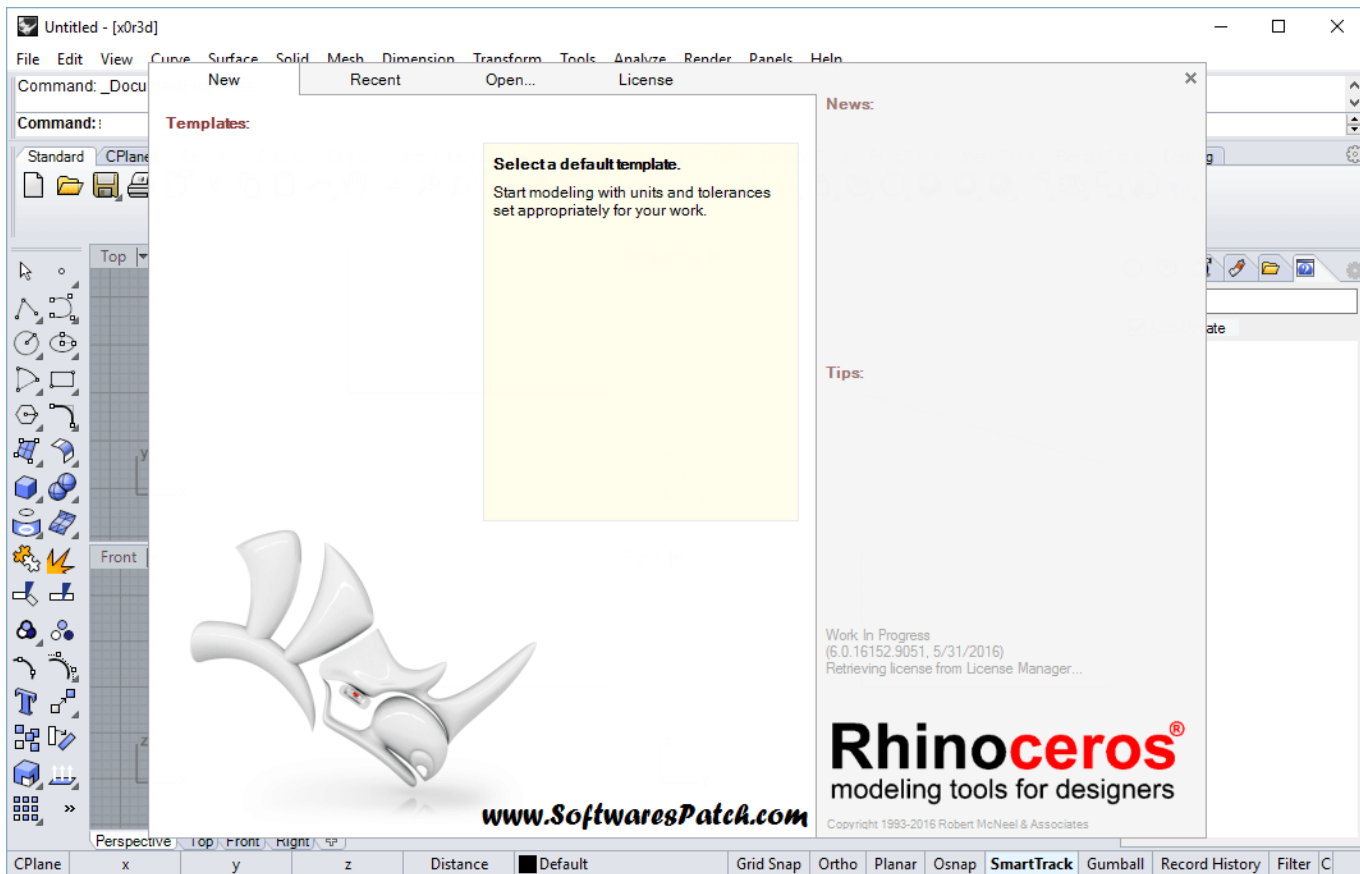 Untitled - [x0r3d]
File Edit View Curve Surface Solid Mesh Dimension Transform Tools Analyze Render Panels Help
Command: _Docu
Command:
Standard CPlane
New Recent Open... License
Templates:
Select a default template.
Start modeling with units and tolerances
set appropriately for your work.
News:
Tips:
Top
y
Front
z
ate
Work In Progress
(6.0.16152.9051, 5/31/2016)
Retrieving license from License Manager...
Rhinoceros®
modeling tools for designers
Copyright 1993-2016 Robert McNeel & Associates
www.SoftwaresPatch.com
Perspective Top Front Right
CPlane x y z Distance Default Grid Snap Ortho Planar Osnap SmartTrack Gumball Record History Filter C